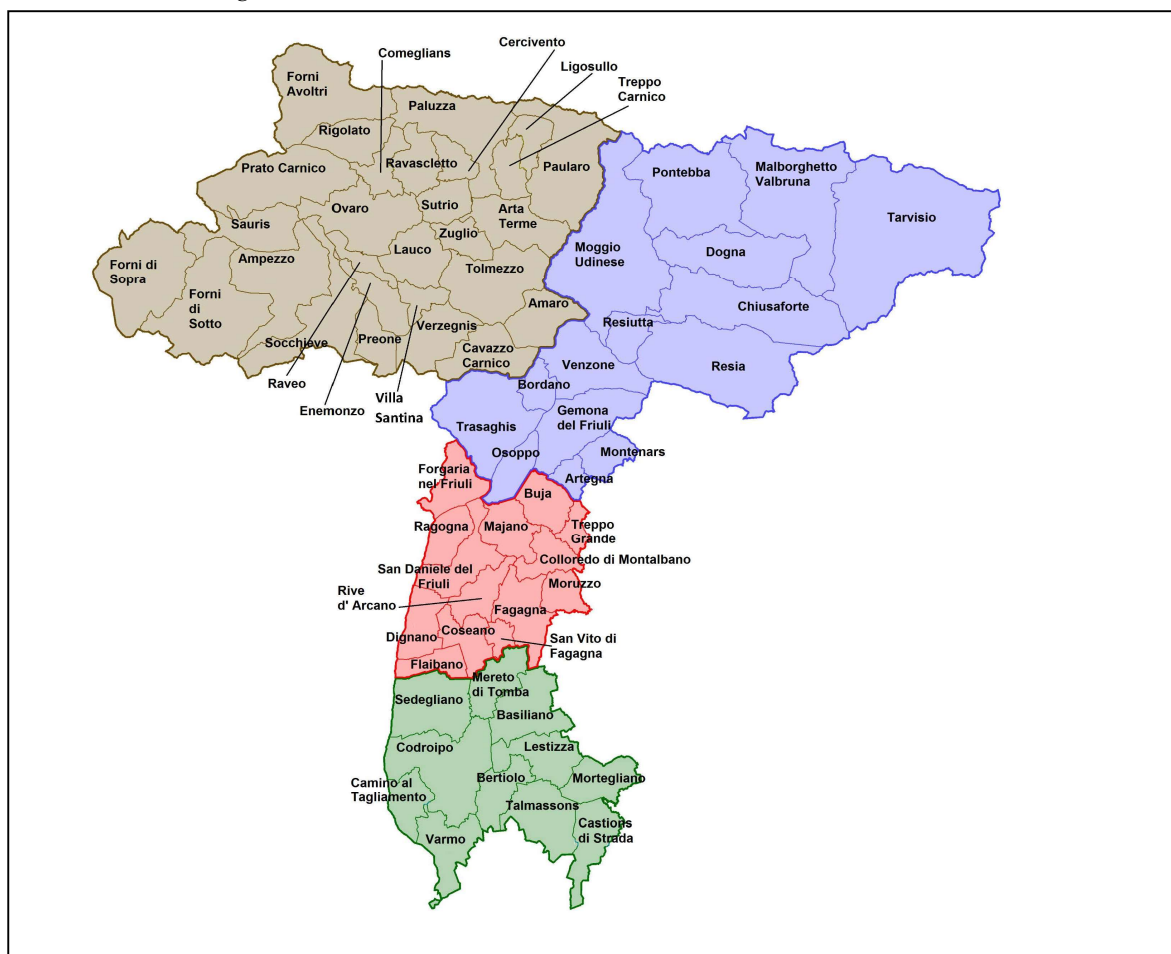 Cercivento
Comeglians
Ligosullo
Forni
Avoltri
Treppo
Carnico
Paluzza
Rigolato
Ravascletto
Prato Carnico
Paularo
Pontebba
Malborghetto
Valbruna
Ovaro
Sutrio
Arta
Terme
Tarvisio
Sauris
Zuglio
Lauco
Moggio
Udinese
Dogna
Ampezzo
Forni di
Sopra
Tolmezzo
Forni
di
Sotto
Amaro
Chiusaforte
Verzegnis
Resiutta
Socchieve
Preone
Cavazzo
Carnico
Venzone
Resia
Raveo
Bordano
Enemonzo
Villa
Santina
Gemona
del Friuli
Trasaghis
Osoppo
Montenars
Forgaria
nel Friuli
Artegna
Buja
Ragogna
Majano
Treppo
Grande
Colloredo di Montalbano
San Daniele del
Friuli
Moruzzo
Rive
d' Arcano
Fagagna
Dignano
Coseano
San Vito di
Fagagna
Flaibano
Mereto
di Tomba
Sedegliano
Basiliano
Codroipo
Lestizza
Camino al
Tagliamento
Bertiolo
Mortegliano
Talmassons
Castions
di Strada
Varmo